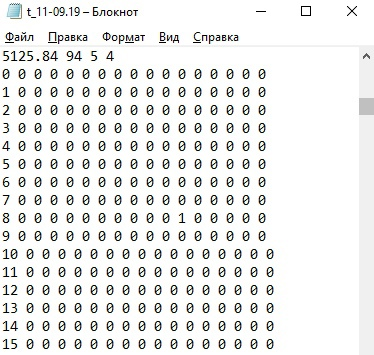 t_11-09.19 – Блокнот
Файл Правка Формат Вид Справка
5125.84 94 5 4
0 0 0 0 0 0 0 0 0 0 0 0 0 0 0 0 0
1 0 0 0 0 0 0 0 0 0 0 0 0 0 0 0 0
2 0 0 0 0 0 0 0 0 0 0 0 0 0 0 0 0
3 0 0 0 0 0 0 0 0 0 0 0 0 0 0 0 0
4 0 0 0 0 0 0 0 0 0 0 0 0 0 0 0 0
5 0 0 0 0 0 0 0 0 0 0 0 0 0 0 0 0
6 0 0 0 0 0 0 0 0 0 0 0 0 0 0 0 0
7 0 0 0 0 0 0 0 0 0 0 0 0 0 0 0 0
8 0 0 0 0 0 0 0 0 0 0 1 0 0 0 0 0
9 0 0 0 0 0 0 0 0 0 0 0 0 0 0 0 0
10 0 0 0 0 0 0 0 0 0 0 0 0 0 0 0 0
11 0 0 0 0 0 0 0 0 0 0 0 0 0 0 0 0
12 0 0 0 0 0 0 0 0 0 0 0 0 0 0 0 0
13 0 0 0 0 0 0 0 0 0 0 0 0 0 0 0 0
14 0 0 0 0 0 0 0 0 0 0 0 0 0 0 0 0
15 0 0 0 0 0 0 0 0 0 0 0 0 0 0 0 0